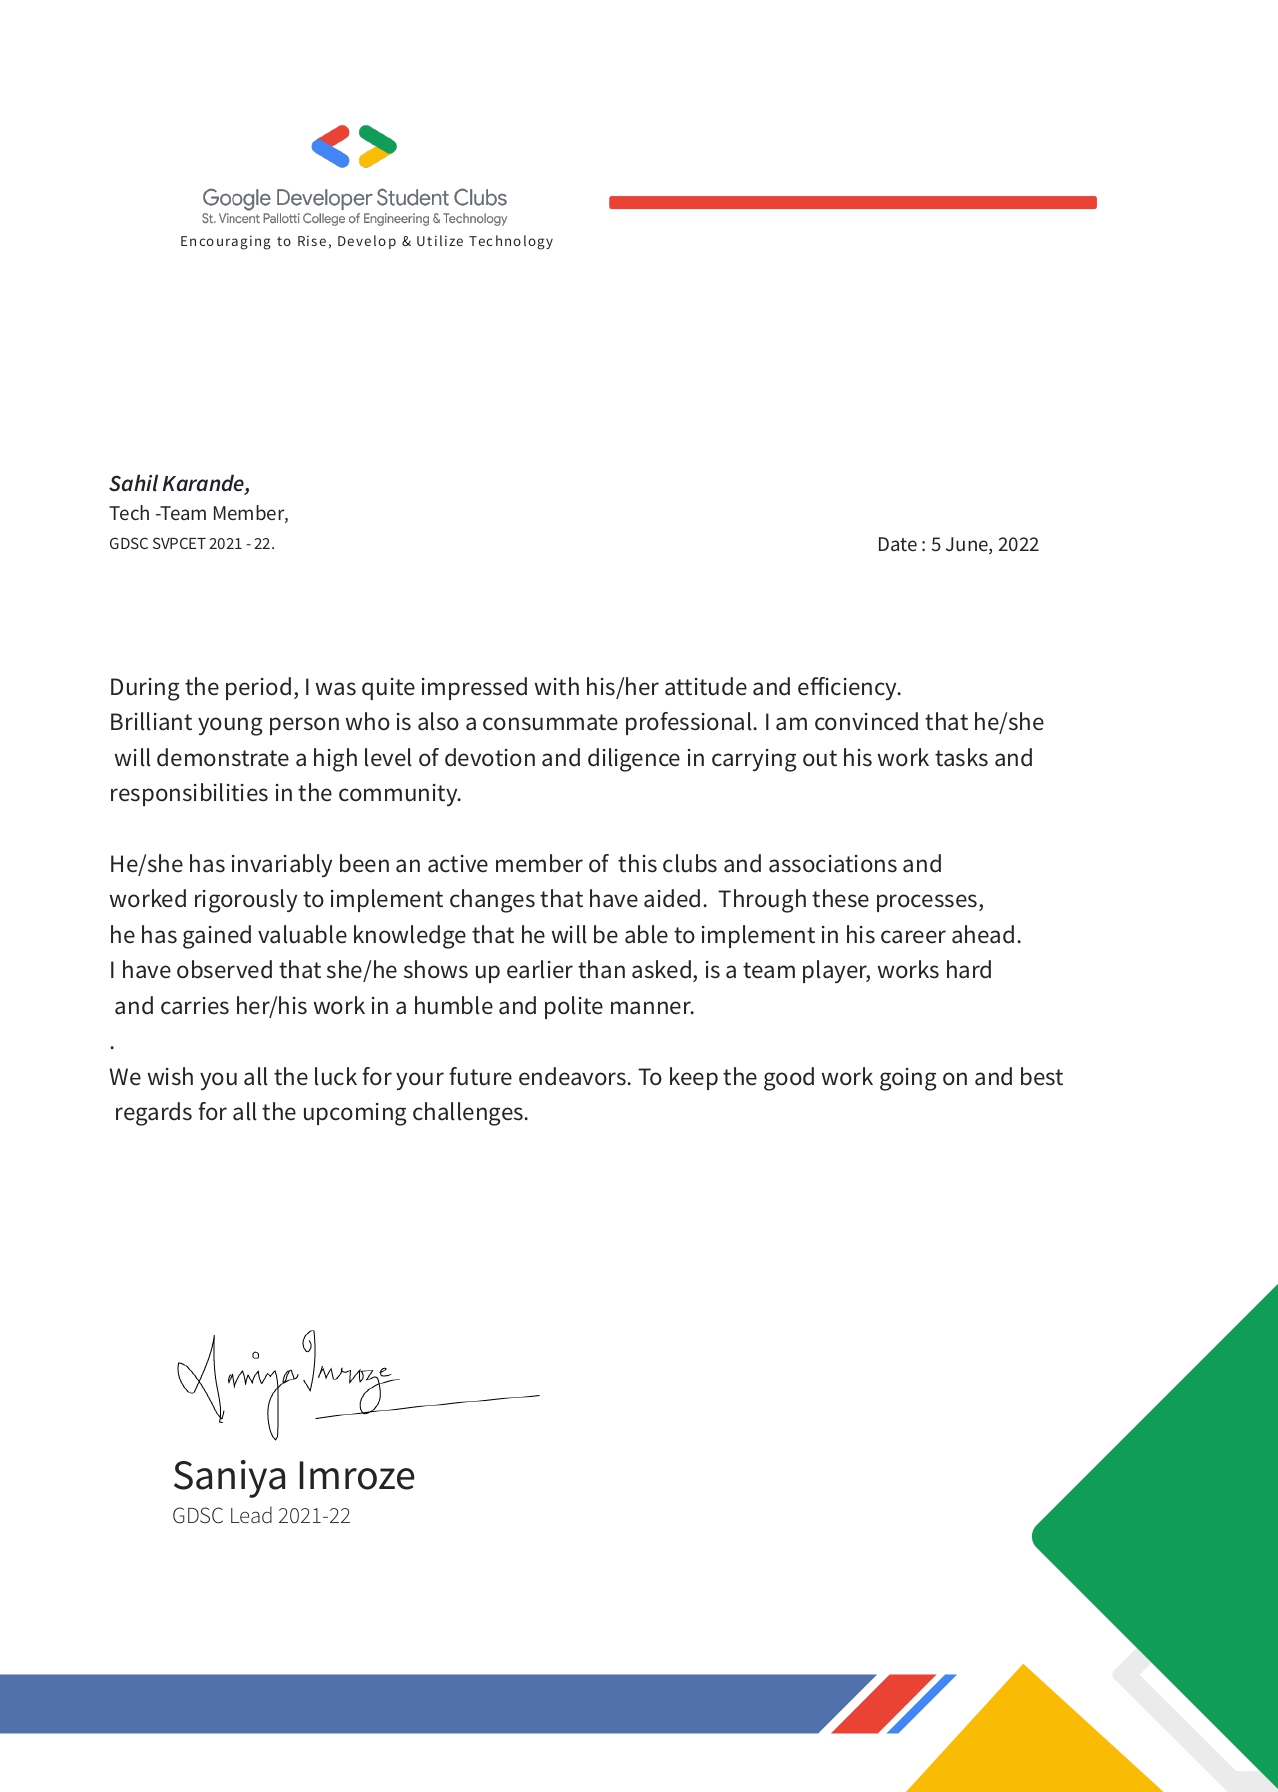 Google Developer Student Clubs
St. Vincent Pallotti College of Engineering & Technology
Encouraging to Rise, Develop & Utilize Technology
Sahil Karande,
Tech -Team Member,
GDSC SVPCET 2021 - 22.
Date : 5 June, 2022
During the period, I was quite impressed with his/her attitude and efficiency.
Brilliant young person who is also a consummate professional. I am convinced that he/she
will demonstrate a high level of devotion and diligence in carrying out his work tasks and
responsibilities in the community.
He/she has invariably been an active member of  this clubs and associations and
worked rigorously to implement changes that have aided.  Through these processes,
he has gained valuable knowledge that he will be able to implement in his career ahead.
I have observed that she/he shows up earlier than asked, is a team player, works hard
and carries her/his work in a humble and polite manner.
.
We wish you all the luck for your future endeavors. To keep the good work going on and best
regards for all the upcoming challenges.
Saniya Imroze
Saniya Imroze
GDSC Lead 2021-22